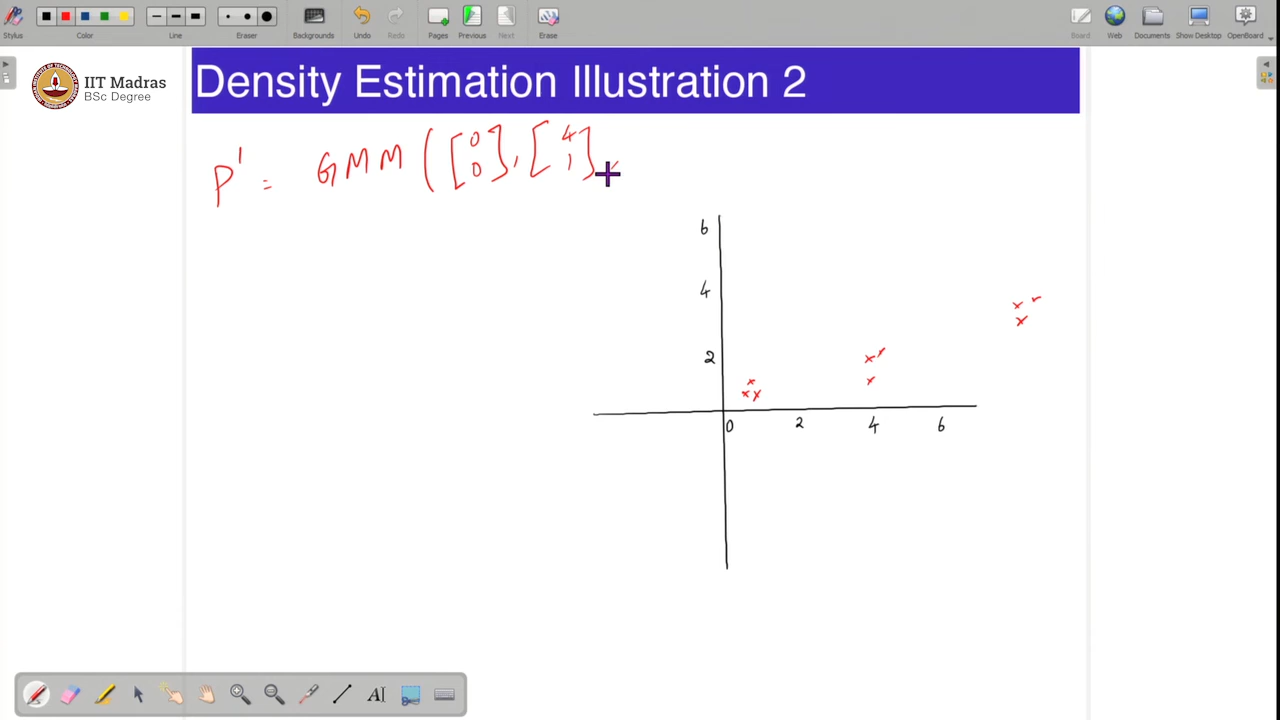 Stylus
Color
Line
Eraser
Backgrounds
Undo
Redo
Pages
Previous
Next
Erase
Board
Web
Documents
Show Desktop
OpenBoard
IIT Madras
BSc Degree
Density Estimation Illustration 2
P' = GMM ( [0 0], [4 1],
6
4
2
0 2 4 6